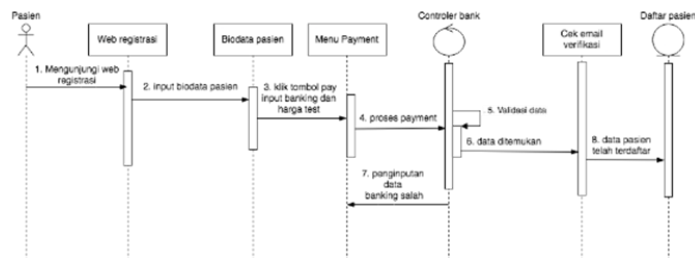 Pasien
Web registrasi
Biodata pasien
Menu Payment
Controler bank
Cek email
verifikasi
Daftar pasien
1. Mengunjungi web
registrasi
2. input biodata pasien
3. klik tombol pay
input banking dan
harga test
4. proses payment
5. Validasi data
6. data ditemukan
7. penginputan
data
banking salah
8. data pasien
telah terdaftar